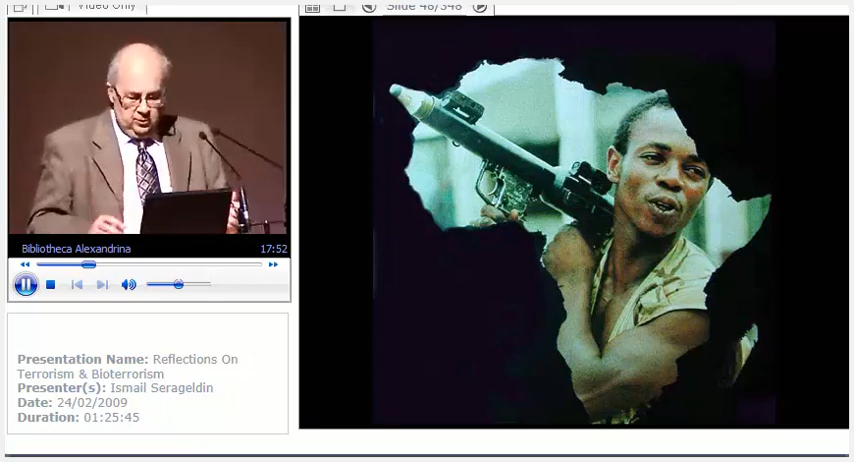 Video Only
Slide 48/348
Bibliotheca Alexandrina 17:52
Presentation Name: Reflections On
Terrorism & Bioterrorism
Presenter(s): Ismail Serageldin
Date: 24/02/2009
Duration: 01:25:45